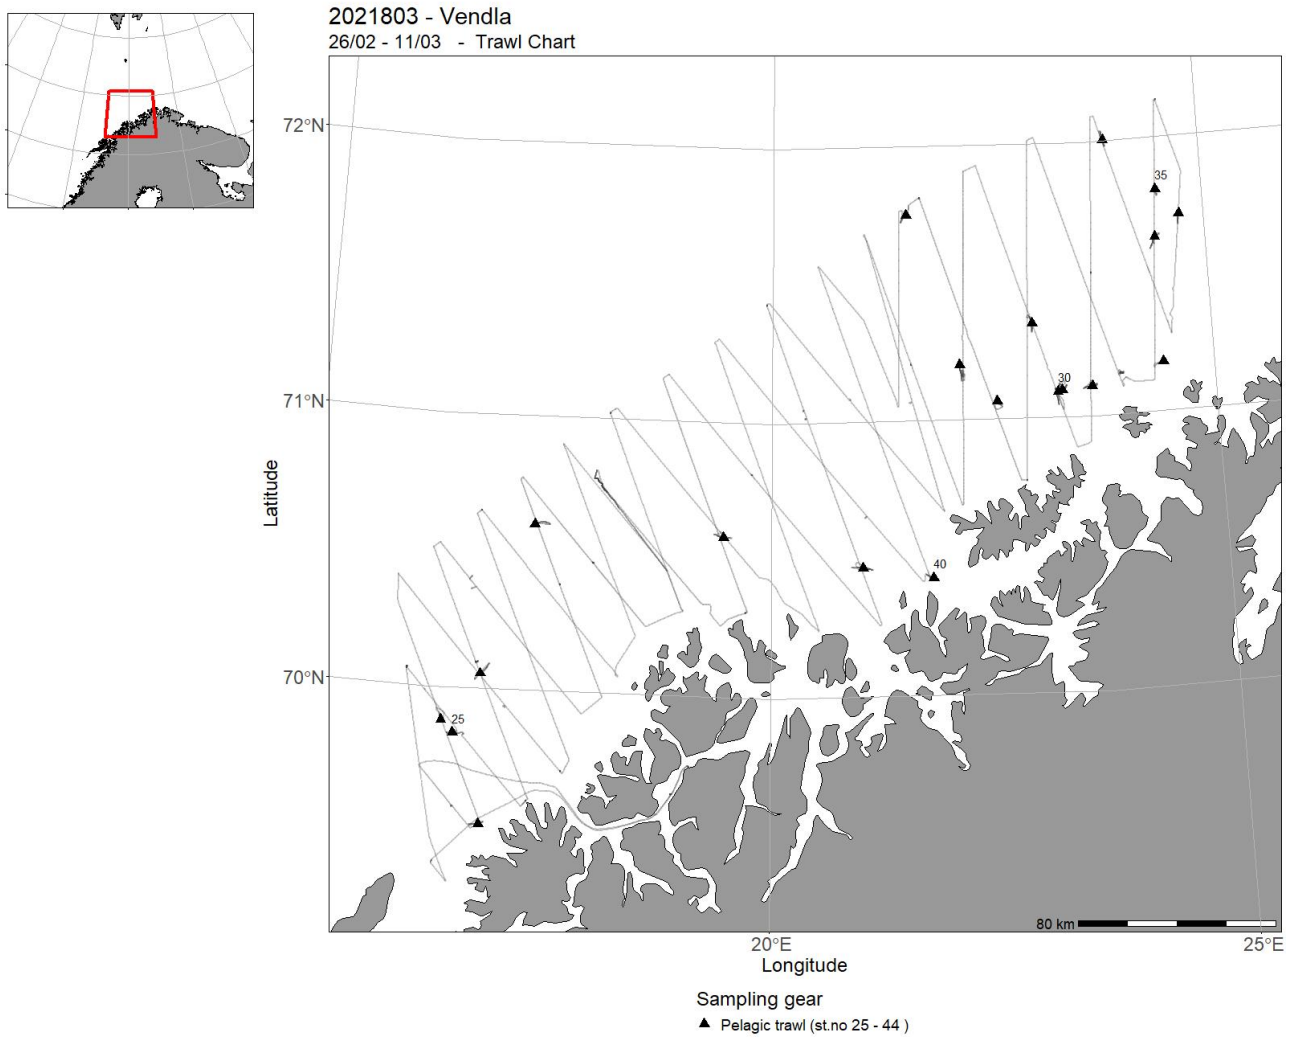 2021803 - Vendla
26/02 - 11/03 - Trawl Chart
72°N
35
71°N
30
40
70°N
25
Latitude
80 km
20°E
25°E
Longitude
Sampling gear
Pelagic trawl (st.no 25 - 44 )